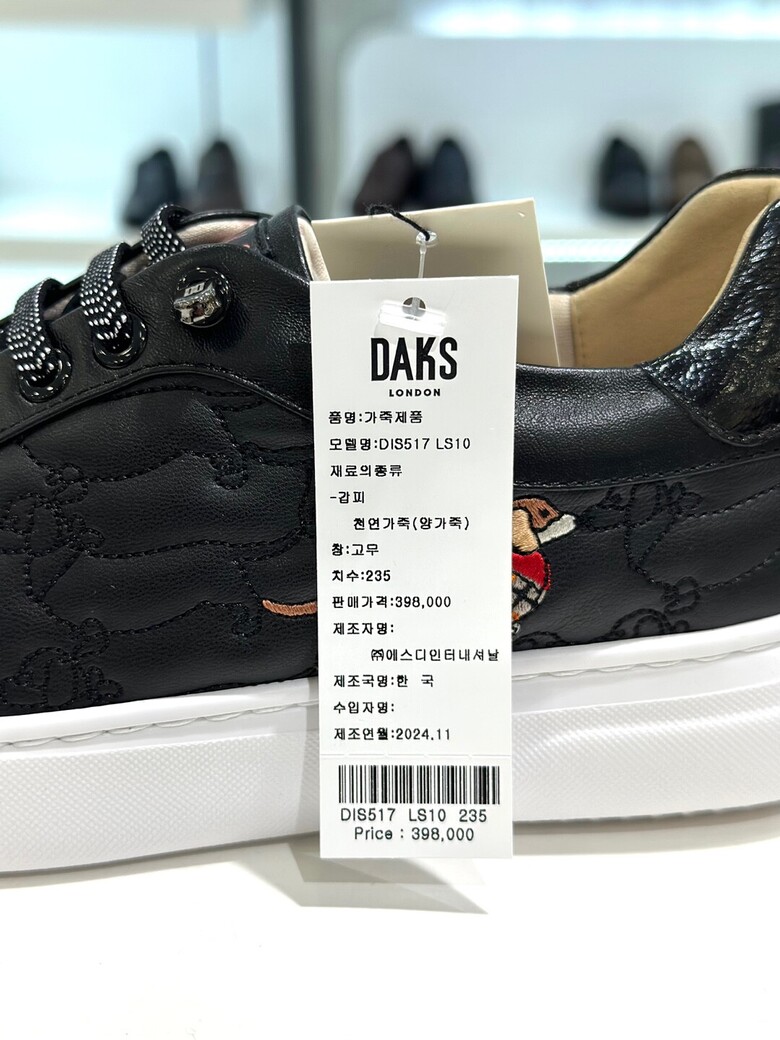 DAKS
LONDON
품명:가죽제품
모델명:DIS517 LS10
재료의종류
-갑피
천연가죽(양가죽)
창:고무
치수:235
판매가격:398,000
제조자명:
㈜에스디인터내셔날
제조국명:한 국
수입자명:
제조연월:2024.11
DIS517 LS10 235
Price : 398,000